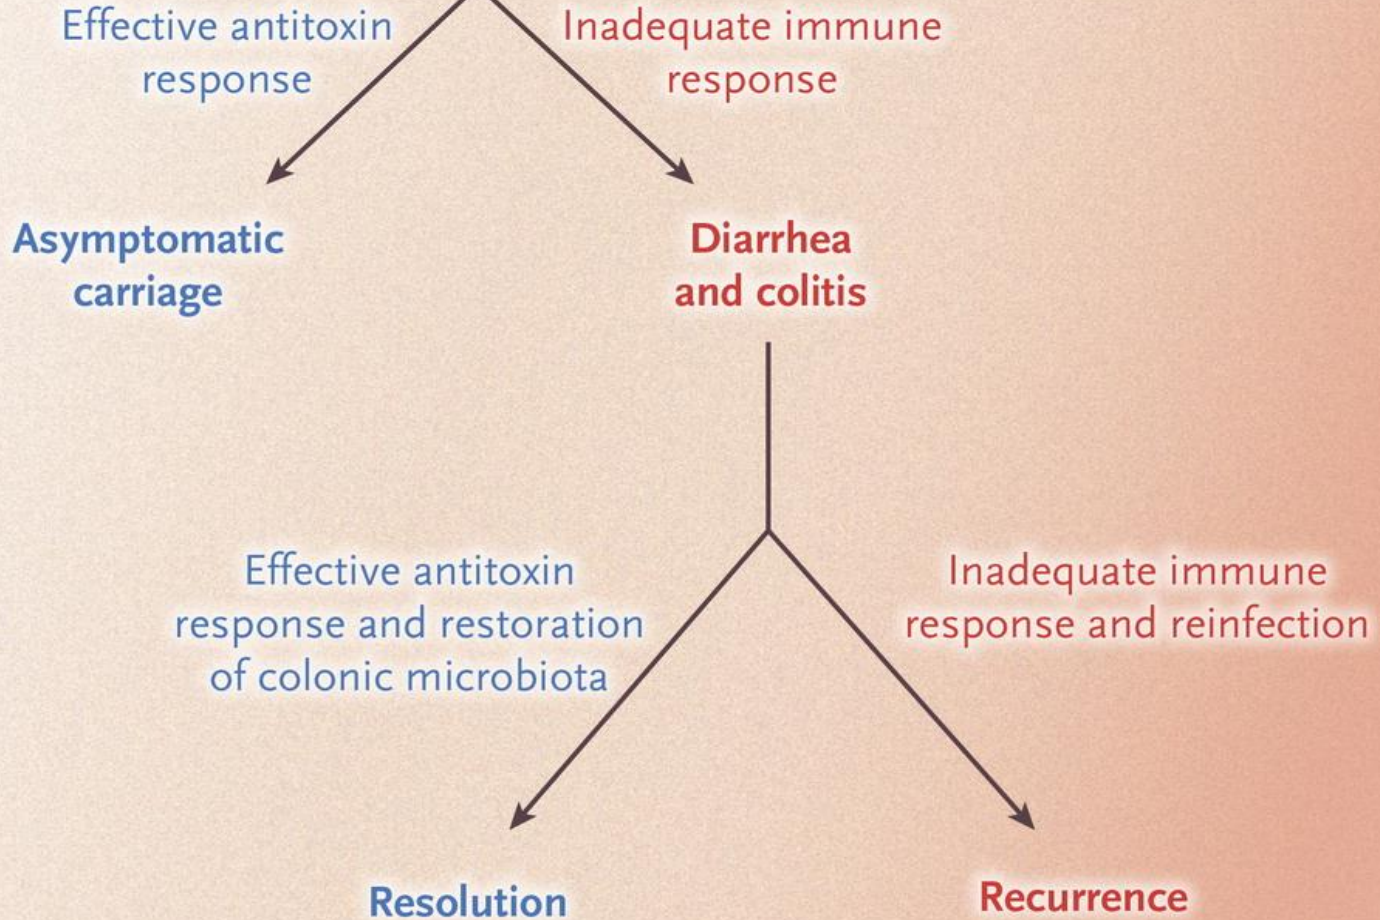 Effective antitoxin
response
Inadequate immune
response
Asymptomatic
carriage
Diarrhea
and colitis
Effective antitoxin
response and restoration
of colonic microbiota
Inadequate immune
response and reinfection
Resolution
Recurrence